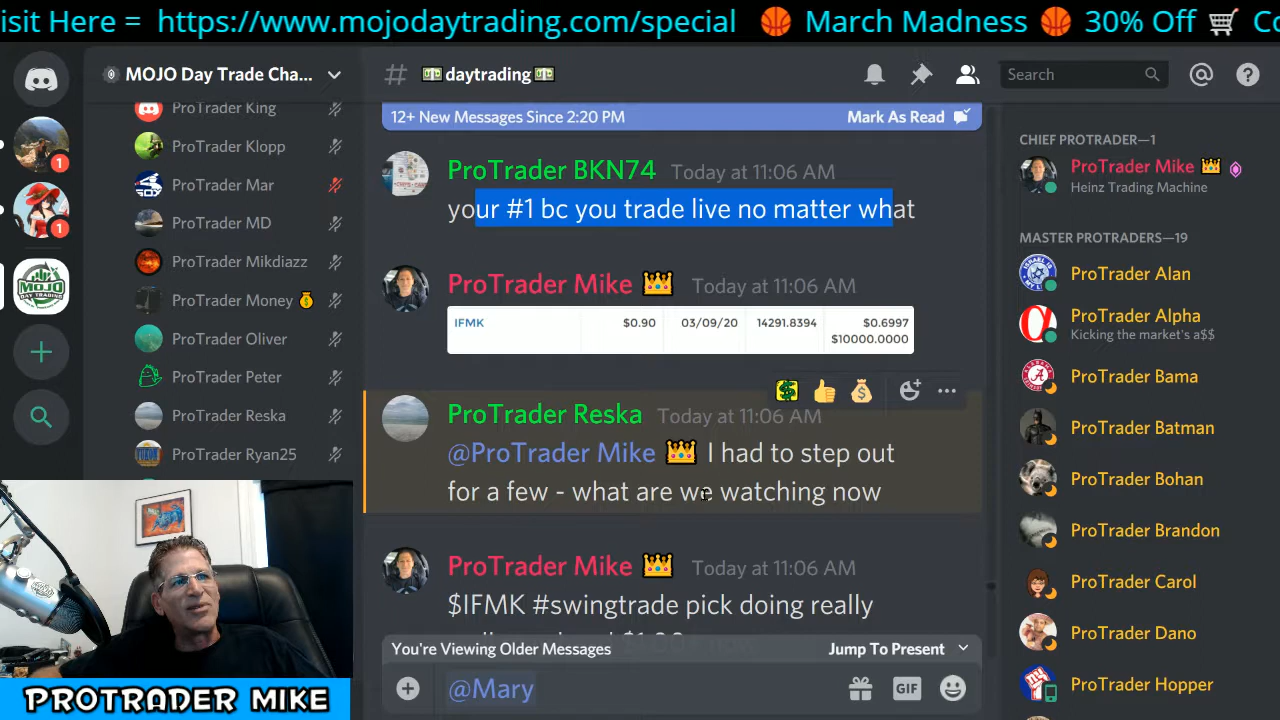 isit Here = https://www.mojodaytrading.com/special 🏀 March Madness 🏀 30% Off 🛒 Co
MOJO Day Trade Cha...
ProTrader King
ProTrader Klopp
ProTrader Mar
ProTrader MD
ProTrader Mikdiazz
ProTrader Money 💰
ProTrader Oliver
ProTrader Peter
ProTrader Reska
ProTrader Ryan25
1
1
MOJO
SOX
# 💵daytrading💵
Search
12+ New Messages Since 2:20 PM Mark As Read
ProTrader BKN74 Today at 11:06 AM
your #1 bc you trade live no matter what
ProTrader Mike 👑 Today at 11:06 AM
IFMK $0.90 03/09/20 14291.8394 $0.6997
$10000.0000
ProTrader Reska Today at 11:06 AM
@ProTrader Mike 👑 I had to step out
for a few - what are we watching now
ProTrader Mike 👑 Today at 11:06 AM
$IFMK #swingtrade pick doing really
You're Viewing Older Messages Jump To Present
@Mary
GIF
CHIEF PROTRADER—1
ProTrader Mike 👑
Heinz Trading Machine
MASTER PROTRADERS—19
ProTrader Alan
ProTrader Alpha
Kicking the market's a$$
ProTrader Bama
ProTrader Batman
ProTrader Bohan
ProTrader Brandon
ProTrader Carol
ProTrader Dano
ProTrader Hopper
PROTRADER MIKE